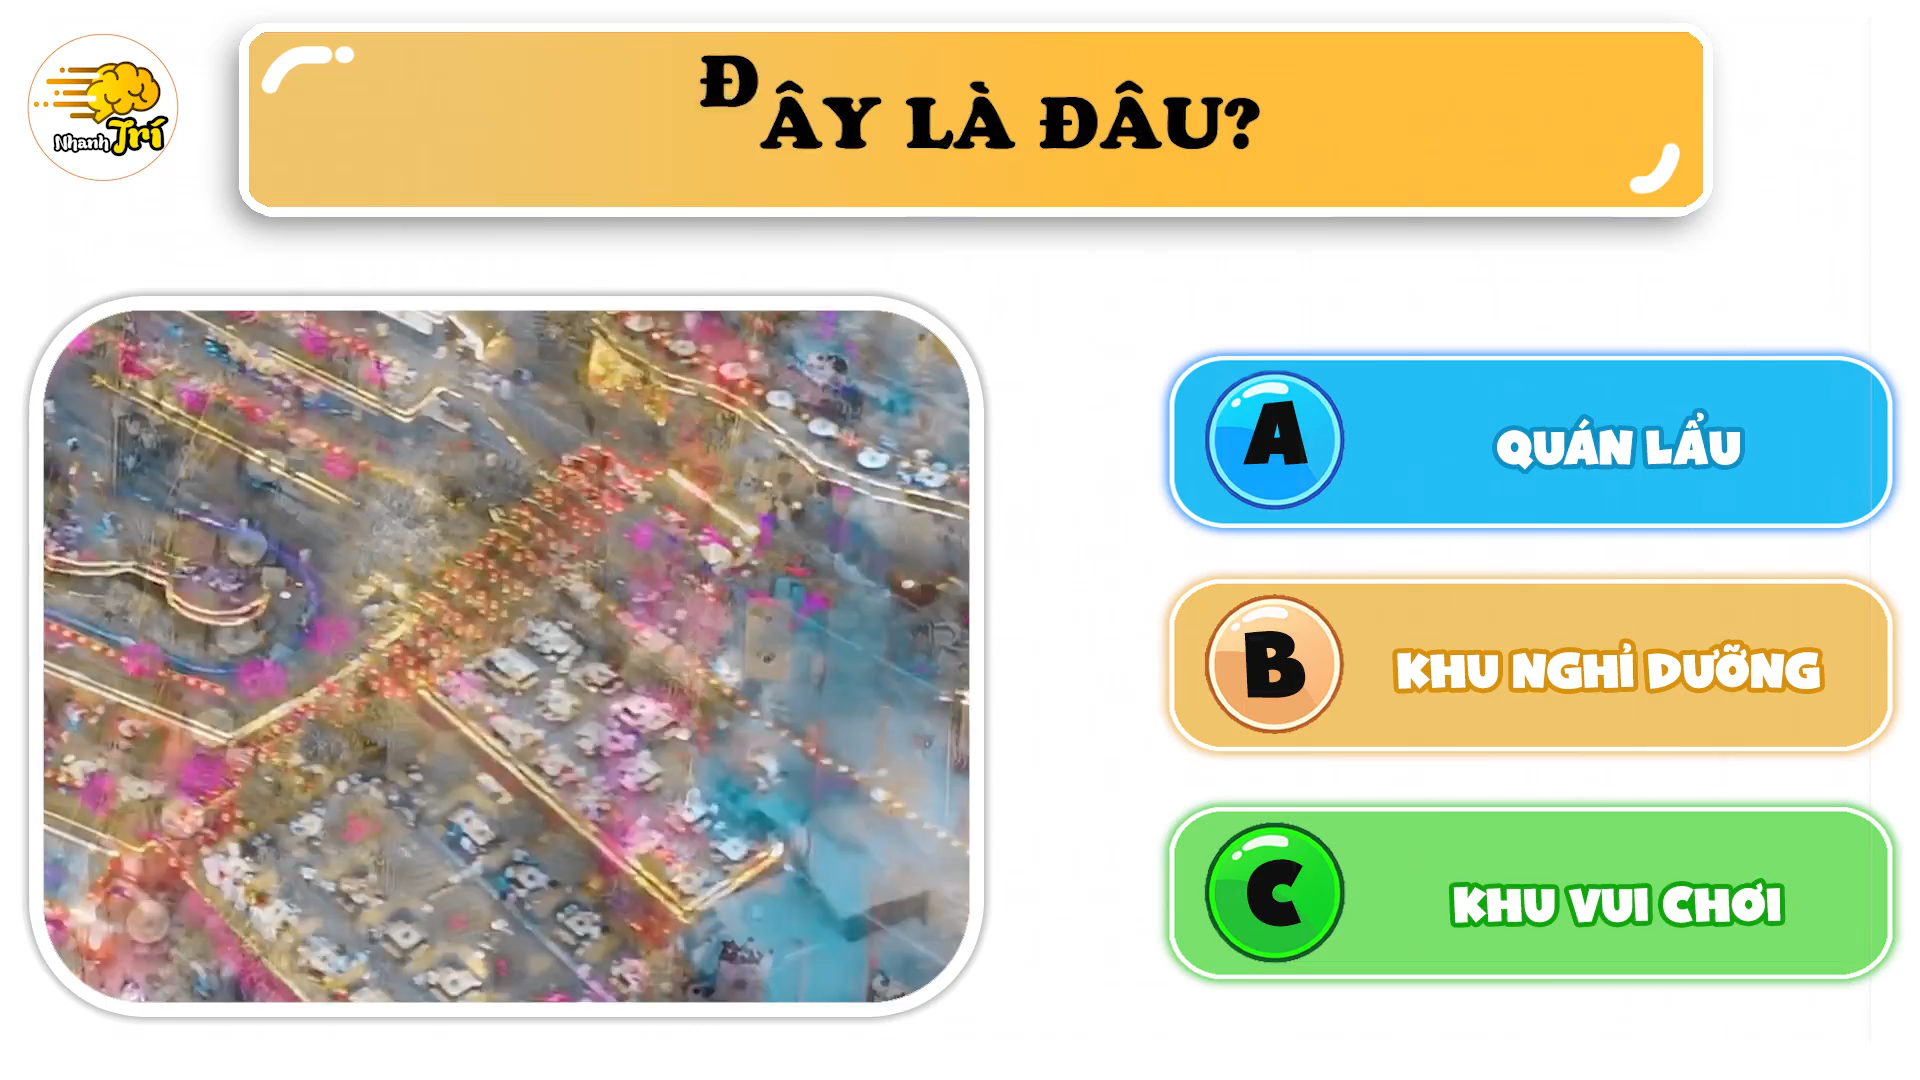 Nhanh Trí
ĐÂY LÀ ĐÂU?
A
QUÁN LẨU
B
KHU NGHỈ DƯỠNG
C
KHU VUI CHƠI